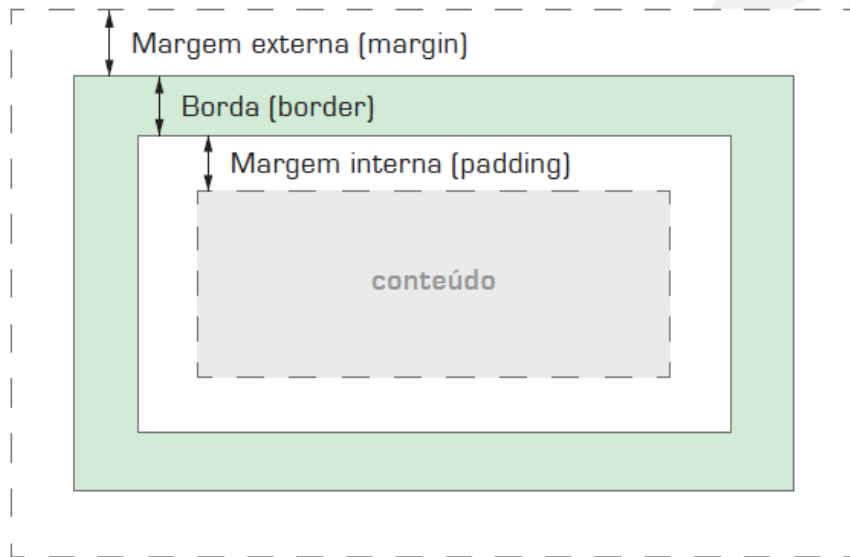 Margem externa (margin)
Borda (border)
Margem interna (padding)
conteúdo